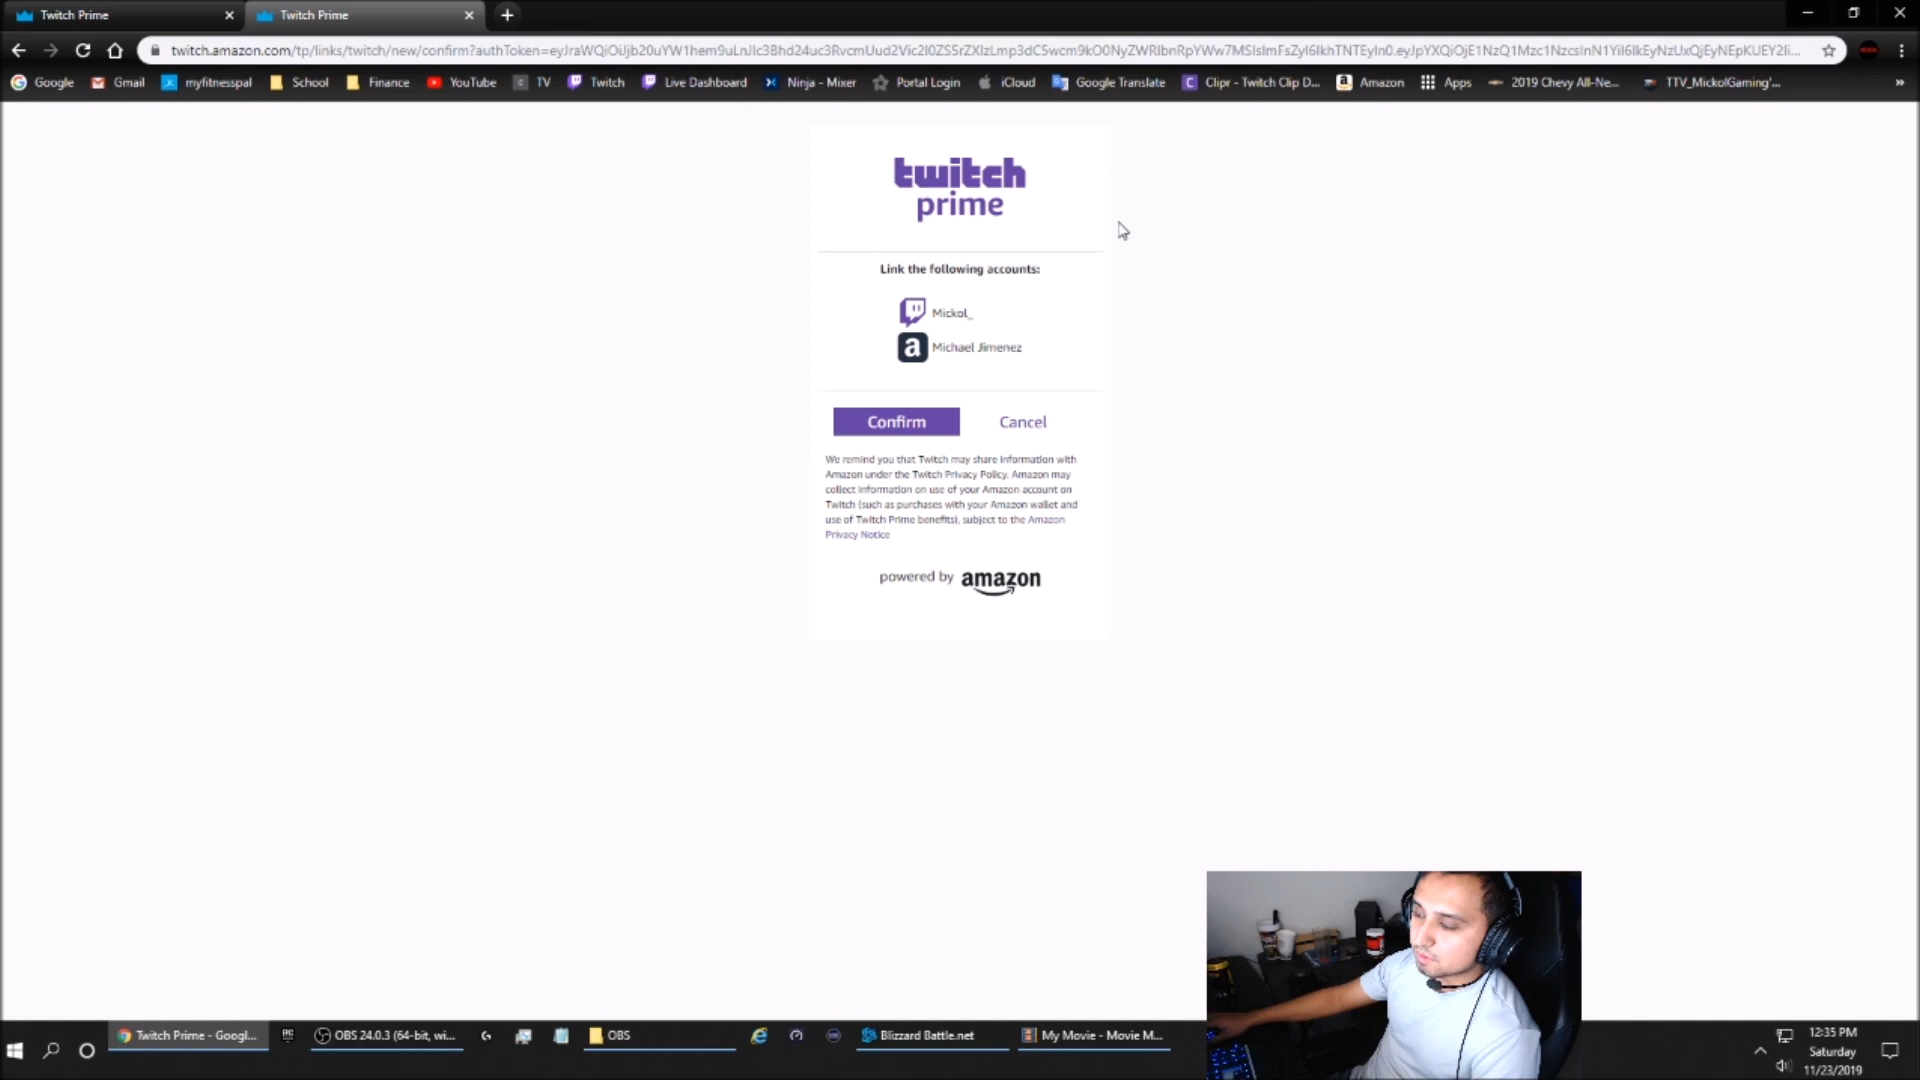 Twitch Prime
Twitch Prime
twitch.amazon.com/tp/links/twitch/new/confirm?authToken=
Google Gmail myfitnesspal School Finance YouTube TV Twitch Live Dashboard Ninja - Mixer Portal Login iCloud Google Translate Clipr - Twitch Clip D... Amazon Apps 2019 Chevy All-Ne... TTV_MickolGaming'... »
twitch
prime
Link the following accounts:
Mickol_
Michael Jimenez
Confirm Cancel
We remind you that Twitch may share information with
Amazon under the Twitch Privacy Policy. Amazon may
collect information on use of your Amazon account on
Twitch (such as purchases with your Amazon wallet and
use of Twitch Prime benefits), subject to the Amazon
Privacy Notice
powered by amazon
Twitch Prime - Googl... OBS 24.0.3 (64-bit, wi... OBS Blizzard Battle.net My Movie - Movie M...
12:35 PM
Saturday
11/23/2019